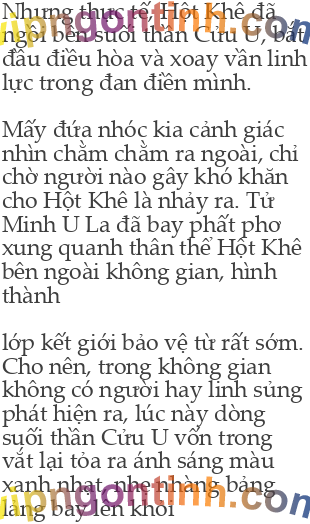 Nhưng thực tế, Hột Khê đã
ngồi bên suối thần Cửu U, bắt
đầu điều hòa và xoay vần linh
lực trong đan điền mình.
Mấy đứa nhóc kia cảnh giác
nhìn chằm chằm ra ngoài, chỉ
chờ người nào gây khó khăn
cho Hột Khê là nhảy ra. Tử
Minh U La đã bay phất phơ
xung quanh thân thể Hột Khê
bên ngoài không gian, hình
thành
lớp kết giới bảo vệ từ rất sớm.
Cho nên, trong không gian
không có người hay linh sủng
phát hiện ra, lúc này dòng
suối thần Cửu U vốn trong
vắt lại tỏa ra ánh sáng màu
xanh nhạt, nhẹ nhàng bảng
lảng bay lên khỏi